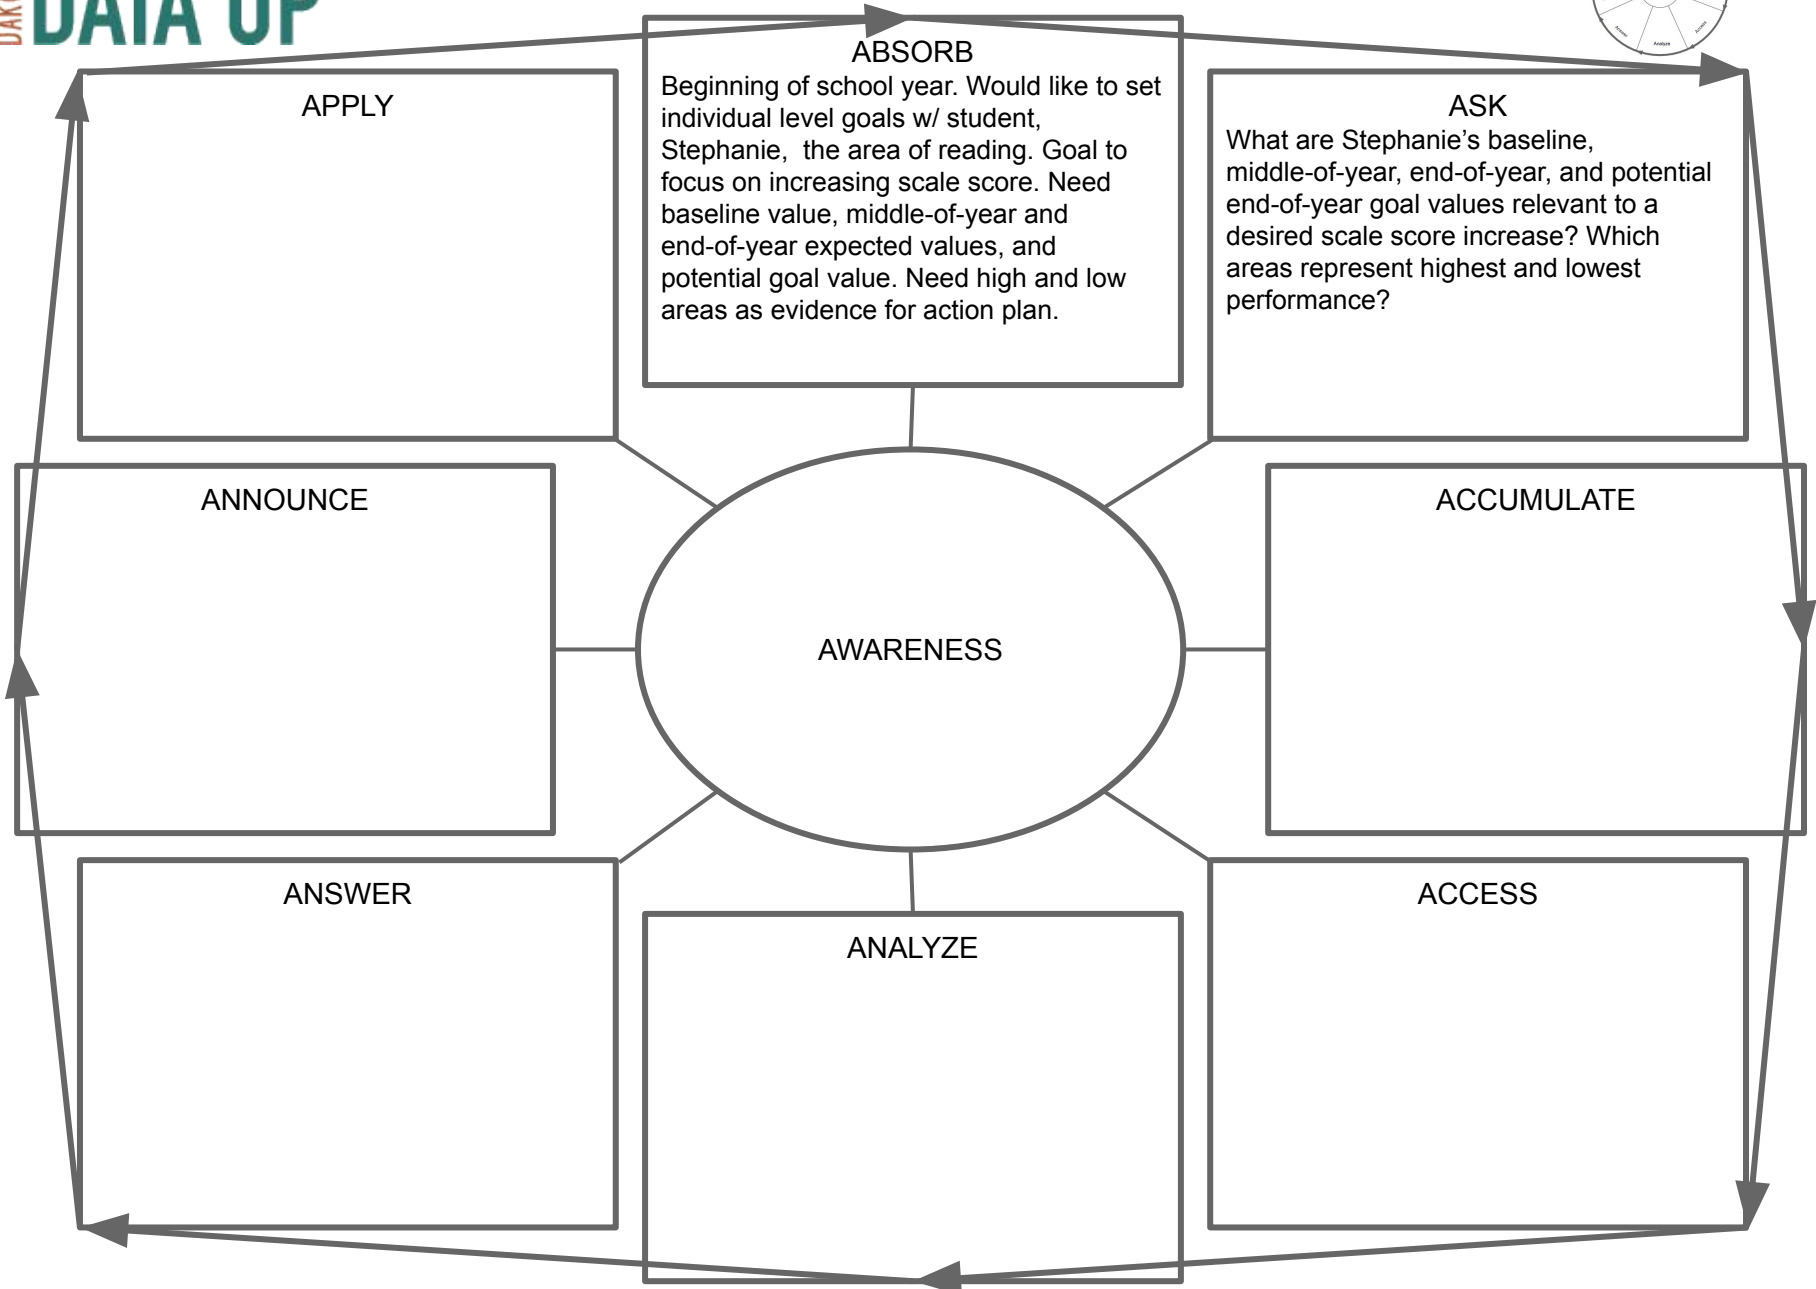 DATA UP
ABSORB
Beginning of school year. Would like to set
individual level goals w/ student,
Stephanie,  the area of reading. Goal to
focus on increasing scale score. Need
baseline value, middle-of-year and
end-of-year expected values, and
potential goal value. Need high and low
areas as evidence for action plan.
APPLY
ASK
What are Stephanie’s baseline,
middle-of-year, end-of-year, and potential
end-of-year goal values relevant to a
desired scale score increase? Which
areas represent highest and lowest
performance?
ANNOUNCE
ACCUMULATE
AWARENESS
ANSWER
ANALYZE
ACCESS
Answer
Analyze
Access